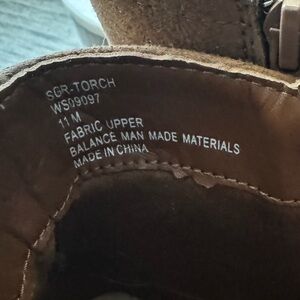 SGR-TORCH
WS09097
11 M
FABRIC UPPER
BALANCE MAN MADE MATERIALS
MADE IN CHINA